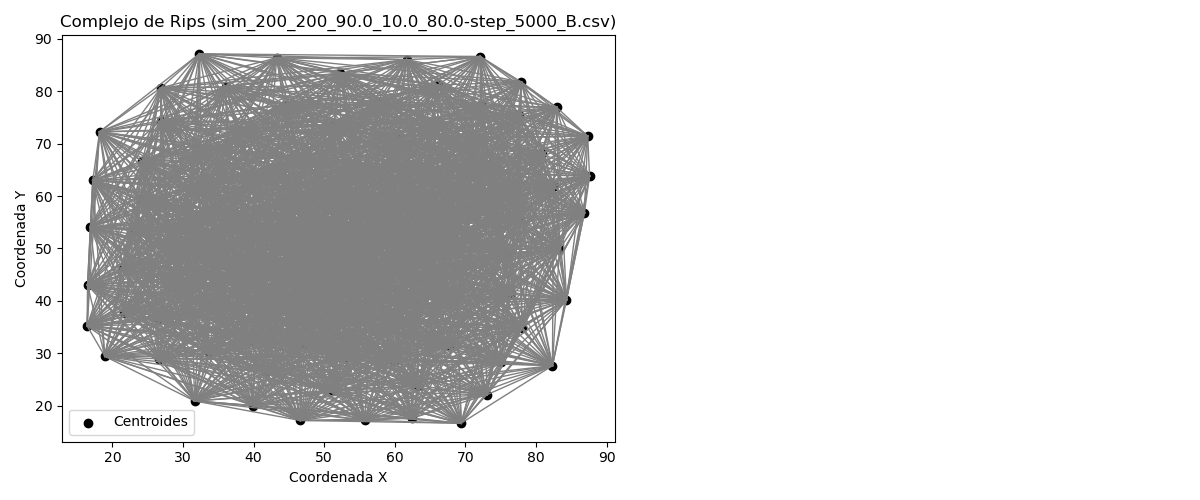 Complejo de Rips (sim_200_200_90.0_10.0_80.0-step_5000_B.csv)
90
80
70
60
50
40
30
20
Coordenada Y
Centroides
20 30 40 50 60 70 80 90
Coordenada X